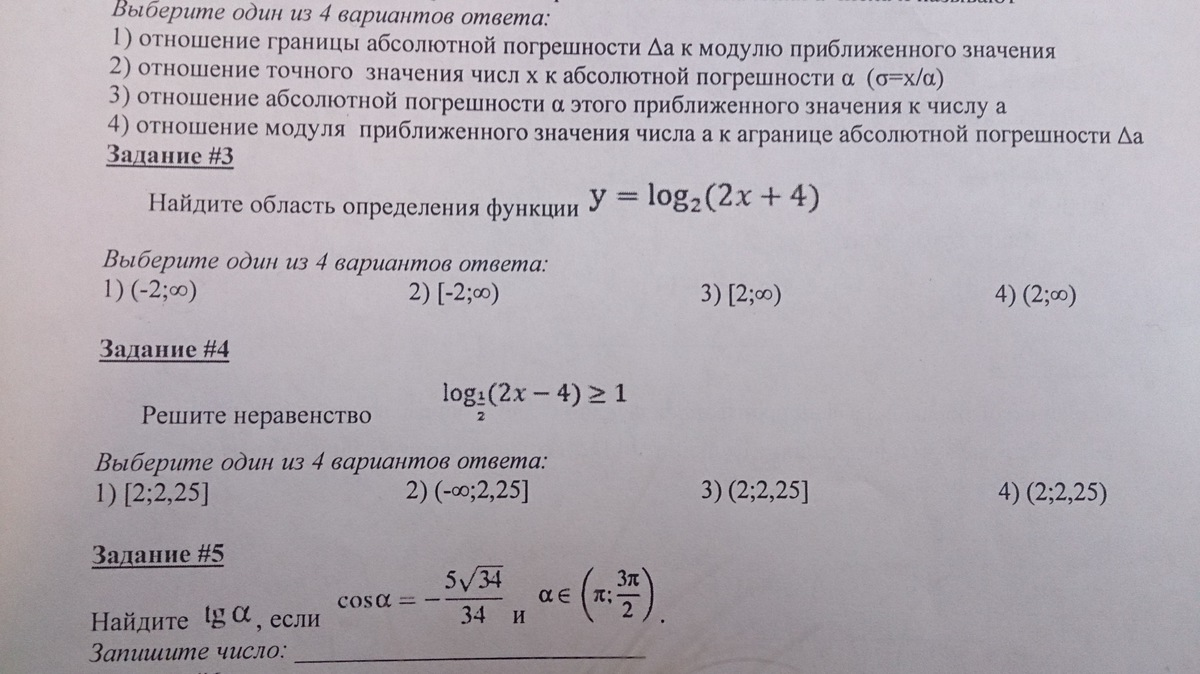 Выберите один из 4 вариантов ответа:
1) отношение границы абсолютной погрешности Δa к модулю приближенного значения
2) отношение точного значения числ x к абсолютной погрешности α (σ=x/α)
3) отношение абсолютной погрешности α этого приближенного значения к числу a
4) отношение модуля приближенного значения числа a к агранице абсолютной погрешности Δa
Задание #3
Найдите область определения функции y = log₂(2x + 4)
Выберите один из 4 вариантов ответа:
1) (-2;∞) 2) [-2;∞) 3) [2;∞) 4) (2;∞)
Задание #4
Решите неравенство log_{1/2}(2x − 4) ≥ 1
Выберите один из 4 вариантов ответа:
1) [2;2,25] 2) (-∞;2,25] 3) (2;2,25] 4) (2;2,25)
Задание #5
Найдите tg α, если cosα = −5√34/34 и α∈(π;3π/2).
Запишите число: